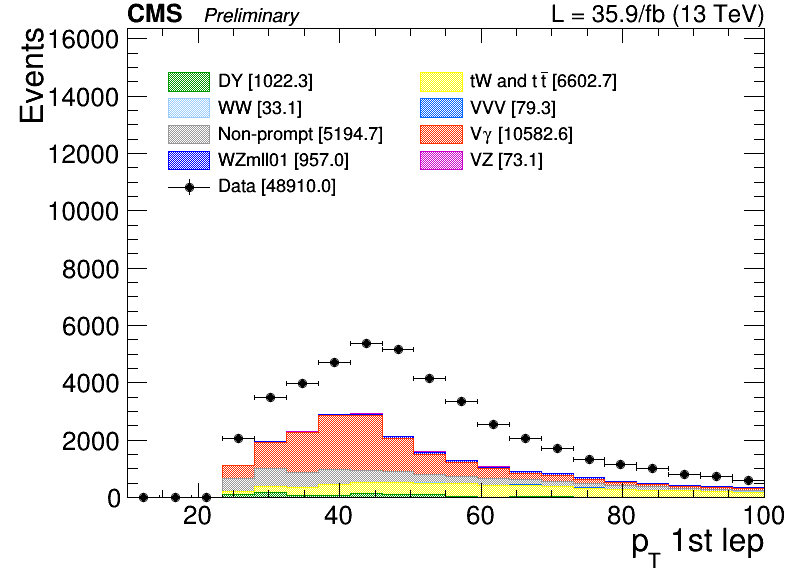 CMS Preliminary L = 35.9/fb (13 TeV)
Events
16000
14000
12000
10000
8000
6000
4000
2000
0
DY [1022.3]
WW [33.1]
Non-prompt [5194.7]
WZmll01 [957.0]
Data [48910.0]
tW and t t̅ [6602.7]
VVV [79.3]
Vγ [10582.6]
VZ [73.1]
20 40 60 80 100
p_T 1st lep